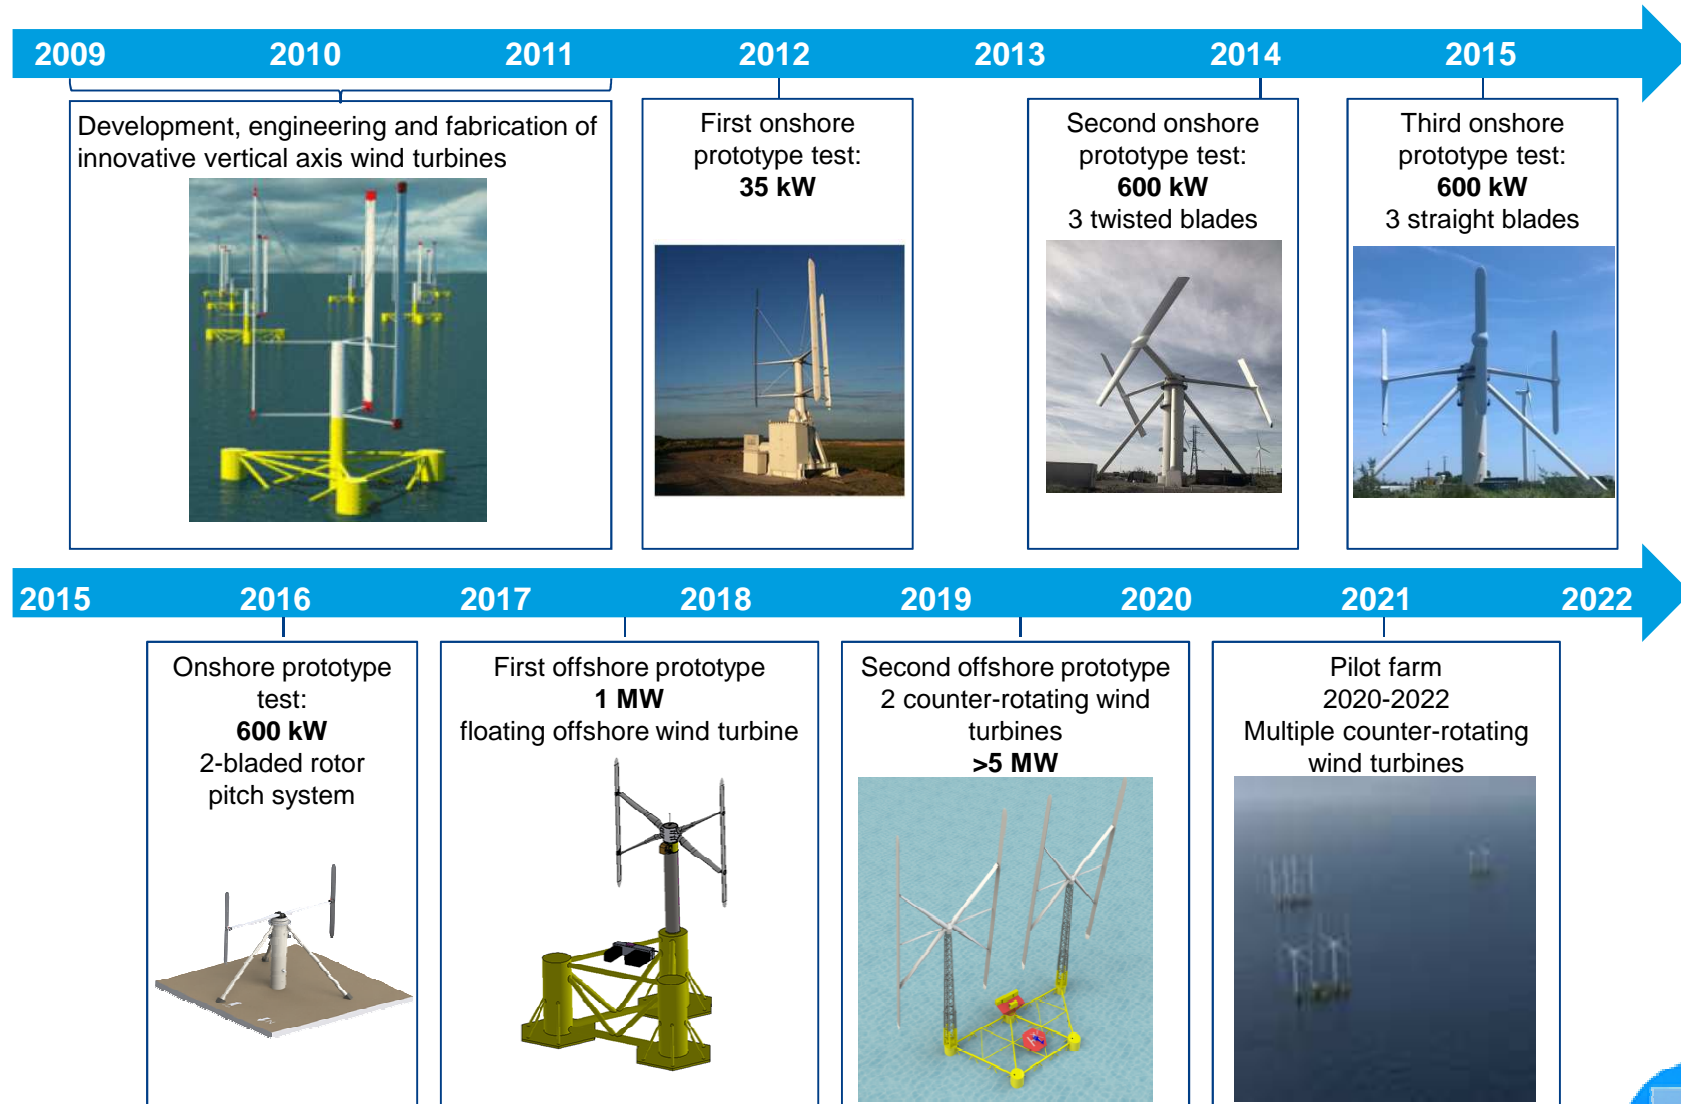 2009 2010 2011 2012 2013 2014 2015
Development, engineering and fabrication of
innovative vertical axis wind turbines
First onshore
prototype test:
35 kW
Second onshore
prototype test:
600 kW
3 twisted blades
Third onshore
prototype test:
600 kW
3 straight blades
2015 2016 2017 2018 2019 2020 2021 2022
Onshore prototype
test:
600 kW
2-bladed rotor
pitch system
First offshore prototype
1 MW
floating offshore wind turbine
Second offshore prototype
2 counter-rotating wind
turbines
>5 MW
Pilot farm
2020-2022
Multiple counter-rotating
wind turbines